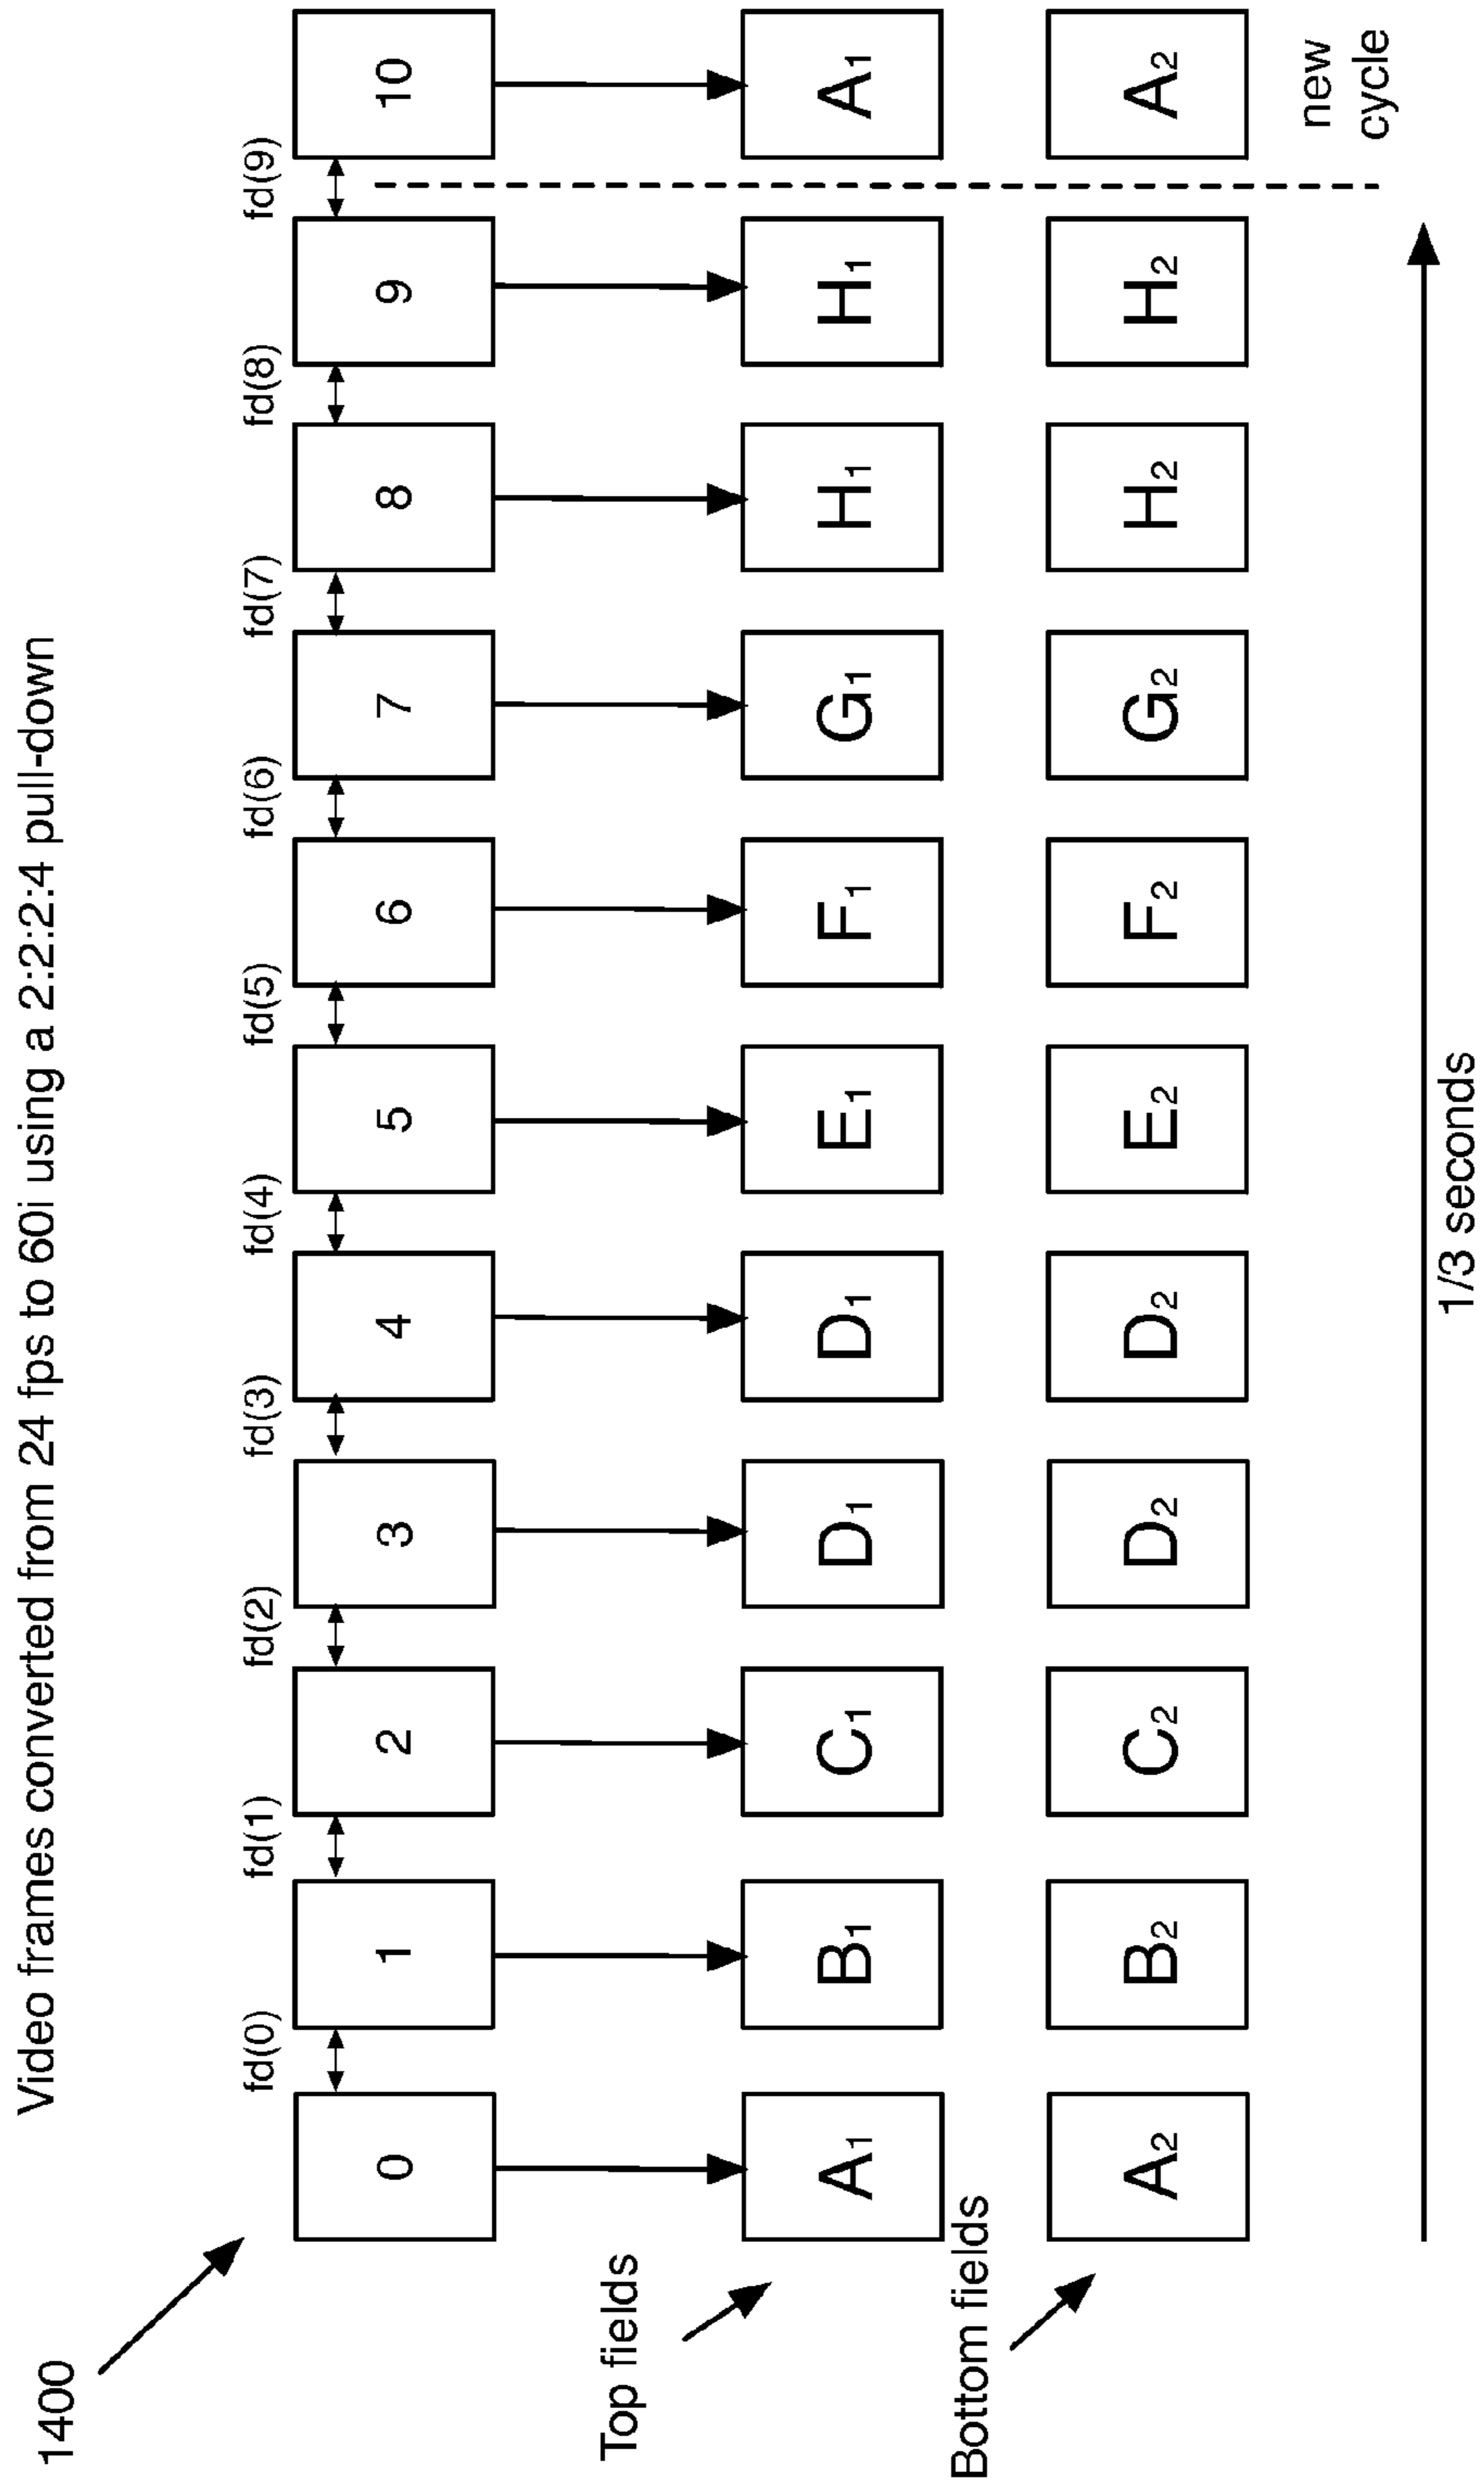 Video frames converted from 24 fps to 60i using a 2:2:2:4 pull-down
1400
fd(0) fd(1) fd(2) fd(3) fd(4) fd(5) fd(6) fd(7) fd(8) fd(9)
0 1 2 3 4 5 6 7 8 9 10
Top fields
A1 B1 C1 D1 D1 E1 F1 G1 H1 H1 A1
Bottom fields
A2 B2 C2 D2 D2 E2 F2 G2 H2 H2 A2
new
cycle
1/3 seconds